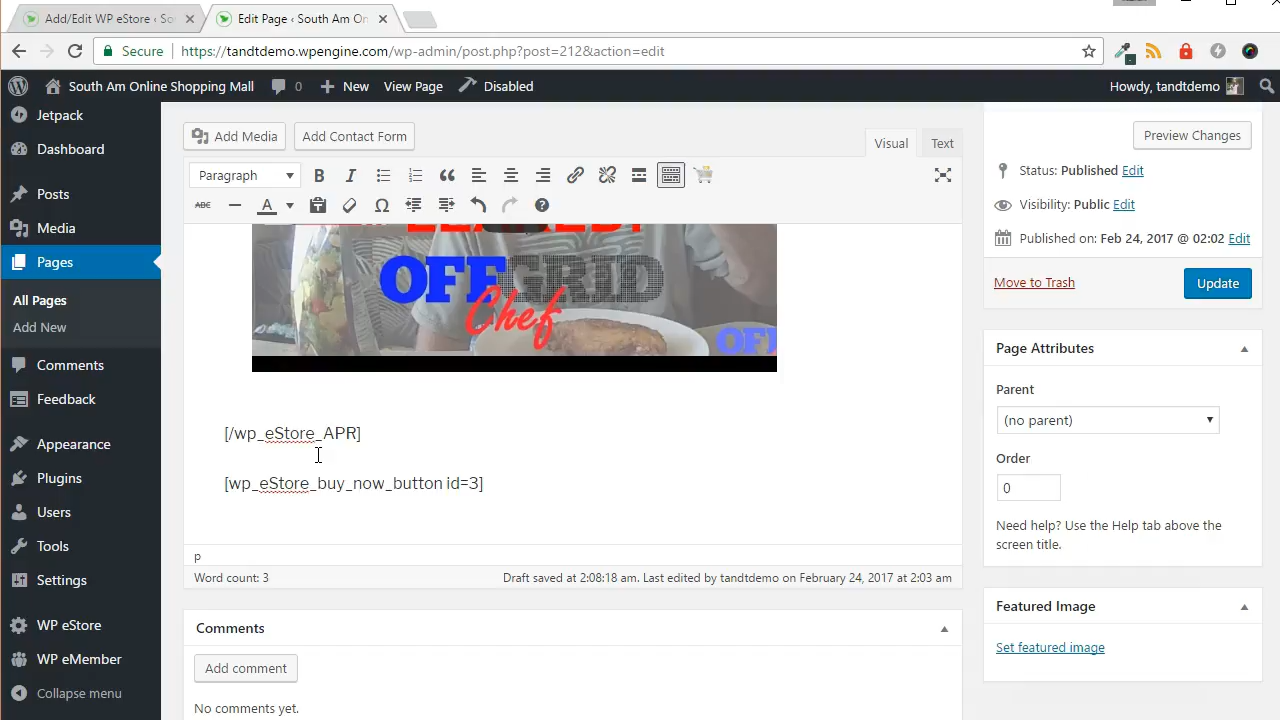 Add/Edit WP eStore ‹ So
Edit Page ‹ South Am On
Secure
https://tandtdemo.wpengine.com/wp-admin/post.php?post=212&action=edit
South Am Online Shopping Mall
0
New
View Page
Disabled
Howdy, tandtdemo
Jetpack
Dashboard
Posts
Media
Pages
All Pages
Add New
Comments
Feedback
Appearance
Plugins
Users
Tools
Settings
WP eStore
WP eMember
Collapse menu
Add Media
Add Contact Form
Visual
Text
Paragraph
B
I
ABC
A
OFFGRID
Chef
[/wp_eStore_APR]
[wp_eStore_buy_now_button id=3]
p
Word count: 3
Draft saved at 2:08:18 am. Last edited by tandtdemo on February 24, 2017 at 2:03 am
Comments
Add comment
No comments yet.
Preview Changes
Status: Published Edit
Visibility: Public Edit
Published on: Feb 24, 2017 @ 02:02 Edit
Move to Trash
Update
Page Attributes
Parent
(no parent)
Order
0
Need help? Use the Help tab above the
screen title.
Featured Image
Set featured image